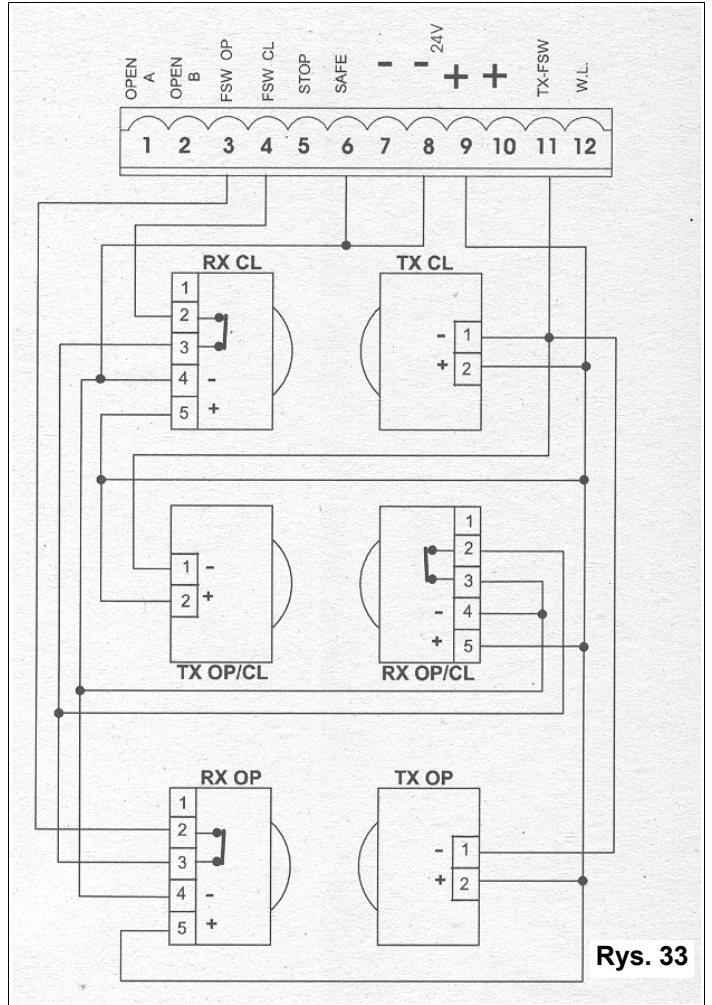 OPEN A
OPEN B
FSW OP
FSW CL
STOP
SAFE
-
-
24V
+
+
TX-FSW
W.L.
1 2 3 4 5 6 7 8 9 10 11 12
RX CL
1
2
3
4 -
5 +
TX CL
- 1
+ 2
1 -
2 +
TX OP/CL
1
2
3
- 4
+ 5
RX OP/CL
RX OP
1
2
3
4 -
5 +
TX OP
- 1
+ 2
Rys. 33